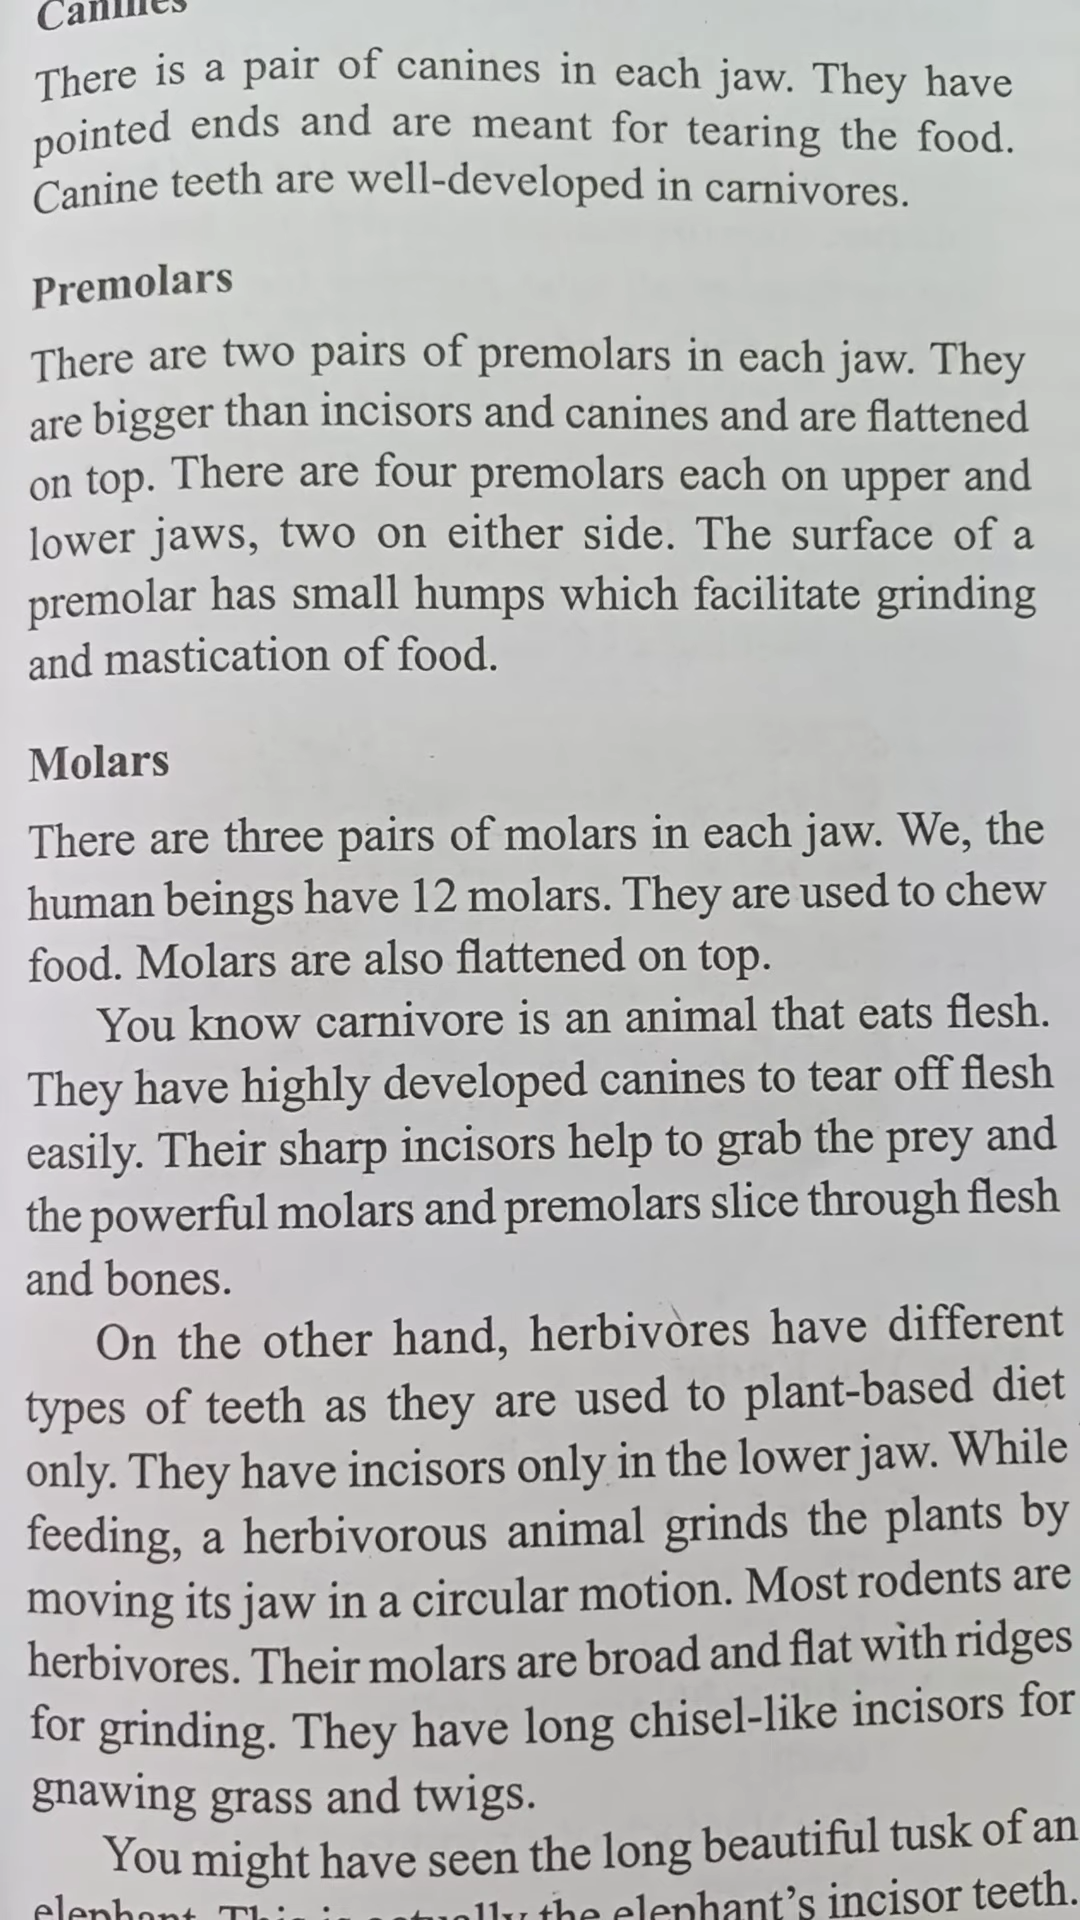 Canines
There is a pair of canines in each jaw. They have
pointed ends and are meant for tearing the food.
Canine teeth are well-developed in carnivores.
Premolars
There are two pairs of premolars in each jaw. They
are bigger than incisors and canines and are flattened
on top. There are four premolars each on upper and
lower jaws, two on either side. The surface of a
premolar has small humps which facilitate grinding
and mastication of food.
Molars
There are three pairs of molars in each jaw. We, the
human beings have 12 molars. They are used to chew
food. Molars are also flattened on top.
You know carnivore is an animal that eats flesh.
They have highly developed canines to tear off flesh
easily. Their sharp incisors help to grab the prey and
the powerful molars and premolars slice through flesh
and bones.
On the other hand, herbivores have different
types of teeth as they are used to plant-based diet
only. They have incisors only in the lower jaw. While
feeding, a herbivorous animal grinds the plants by
moving its jaw in a circular motion. Most rodents are
herbivores. Their molars are broad and flat with ridges
for grinding. They have long chisel-like incisors for
gnawing grass and twigs.
You might have seen the long beautiful tusk of an
elephant. This is actually the elephant's incisor teeth.